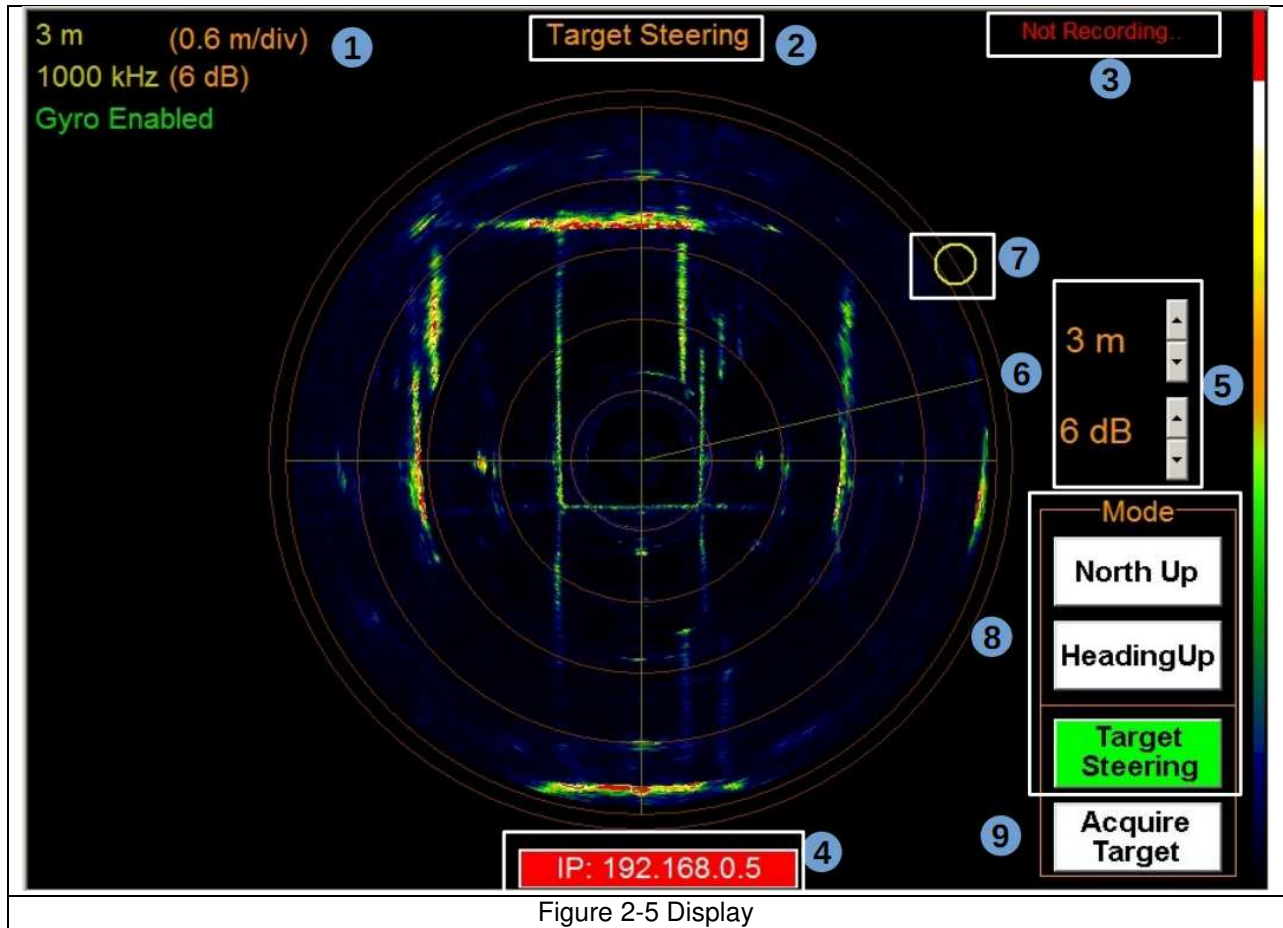 3 m (0.6 m/div) 1 Target Steering 2 Not Recording..
1000 kHz (6 dB) 3
Gyro Enabled
7
3 m
6 5
6 dB
Mode
North Up
8
HeadingUp
Target
Steering
Acquire
9
Target
4
IP: 192.168.0.5
Figure 2-5 Display